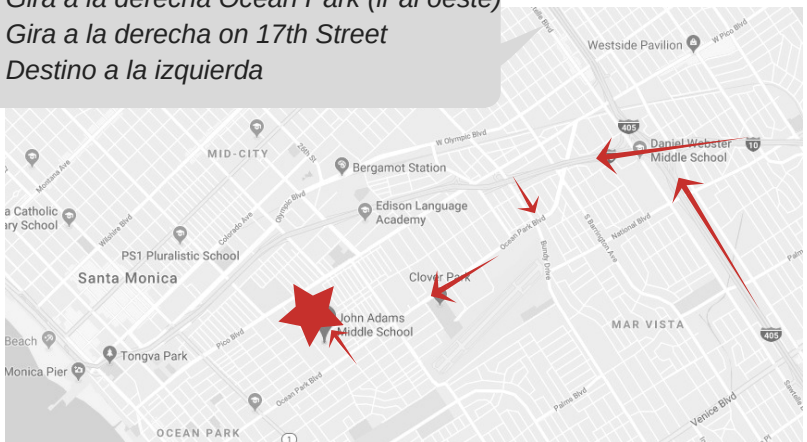 Gira a la derecha Ocean Park (ir al oeste)
Gira a la derecha on 17th Street
Destino a la izquierda
Westside Pavilion
W Pico Blvd
405
W Olympic Blvd
Daniel Webster
Middle School
10
MID-CITY
26th St
Bergamot Station
Montana Ave
Olympic Blvd
Edison Language
Academy
a Catholic
ary School
Wilshire Blvd
Colorado Ave
Ocean Park Blvd
S Barrington Ave
National Blvd
PS1 Pluralistic School
Bundy Drive
Palm
Santa Monica
Clover Park
John Adams
Middle School
MAR VISTA
405
Beach
Pico Blvd
Tongva Park
Monica Pier
Ocean Park Blvd
Palms Blvd
Sawtelle
Venice Blvd
OCEAN PARK
1